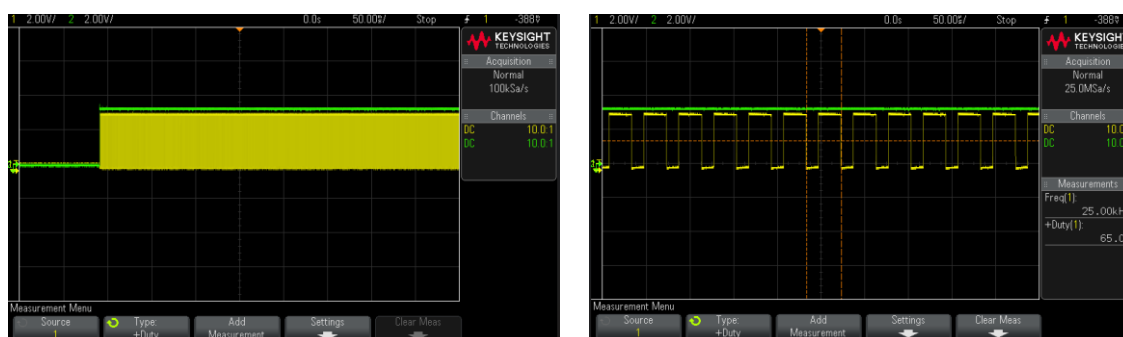 1 2.00V/ 2 2.00V/ 0.0s 50.00%/ Stop 1 -388V
KEYSIGHT
TECHNOLOGIES
Acquisition
Normal
100kSa/s
Channels
DC 10.0:1
DC 10.0:1
Measurement Menu
Source
1
Type:
+Duty
Add
Measurement
Settings
Clear Meas
1 2.00V/ 2 2.00V/ 0.0s 50.00%/ Stop 1 -388V
KEYSIGHT
TECHNOLOGIES
Acquisition
Normal
25.0MSa/s
Channels
DC 10.0
DC 10.0
Measurements
Freq(1):
25.00kH
+Duty(1):
65.0
Measurement Menu
Source
1
Type:
+Duty
Add
Measurement
Settings
Clear Meas